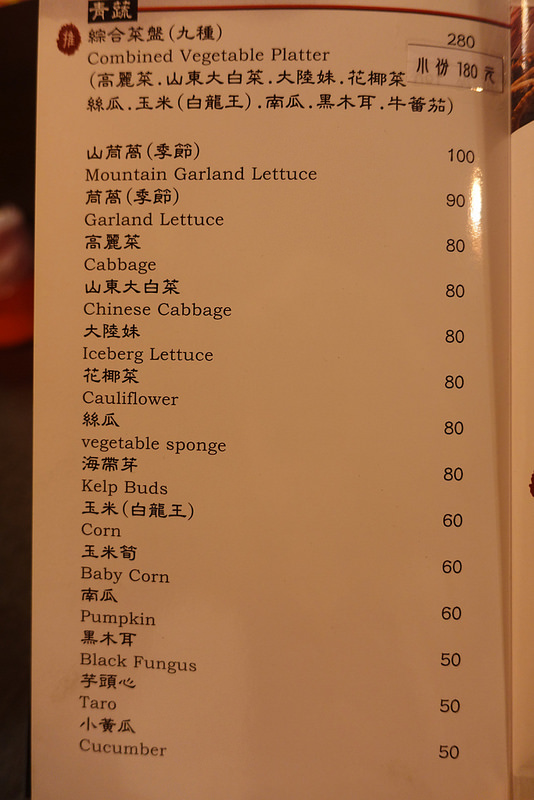 青蔬
推 綜合菜盤(九種) 280
Combined Vegetable Platter
小份 180 元
(高麗菜.山東大白菜.大陸妹.花椰菜
絲瓜.玉米(白龍王).南瓜.黑木耳.牛蕃茄)
山茼蒿(季節) 100
Mountain Garland Lettuce
茼蒿(季節) 90
Garland Lettuce
高麗菜 80
Cabbage
山東大白菜 80
Chinese Cabbage
大陸妹 80
Iceberg Lettuce
花椰菜 80
Cauliflower
絲瓜 80
vegetable sponge
海帶芽 80
Kelp Buds
玉米(白龍王) 60
Corn
玉米筍 60
Baby Corn
南瓜 60
Pumpkin
黑木耳 50
Black Fungus
芋頭心 50
Taro
小黃瓜 50
Cucumber